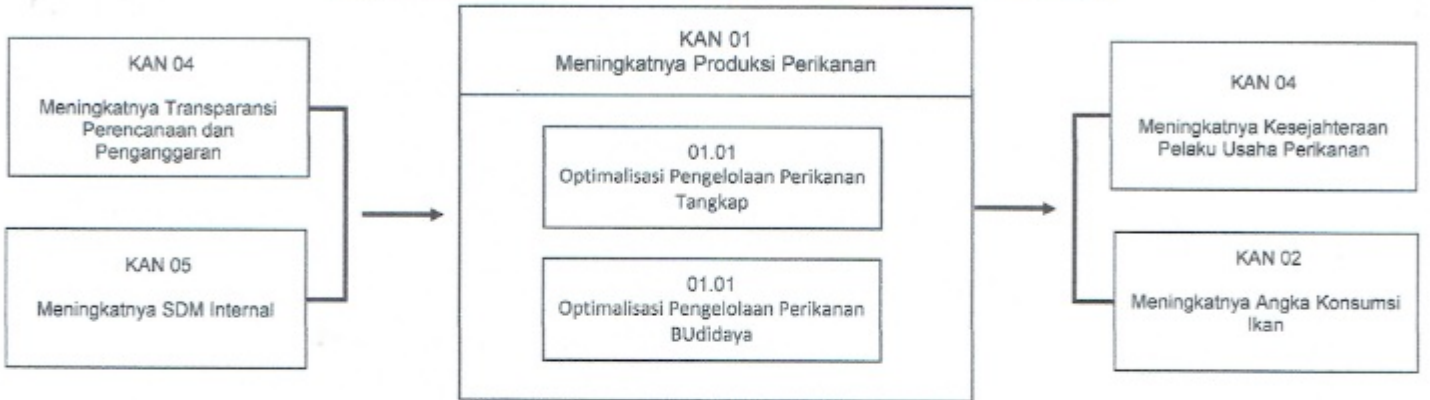 KAN 04
Meningkatnya Transparansi
Perencanaan dan
Penganggaran
KAN 05
Meningkatnya SDM Internal
KAN 01
Meningkatnya Produksi Perikanan
01.01
Optimalisasi Pengelolaan Perikanan
Tangkap
01.01
Optimalisasi Pengelolaan Perikanan
BUdidaya
KAN 04
Meningkatnya Kesejahteraan
Pelaku Usaha Perikanan
KAN 02
Meningkatnya Angka Konsumsi
Ikan